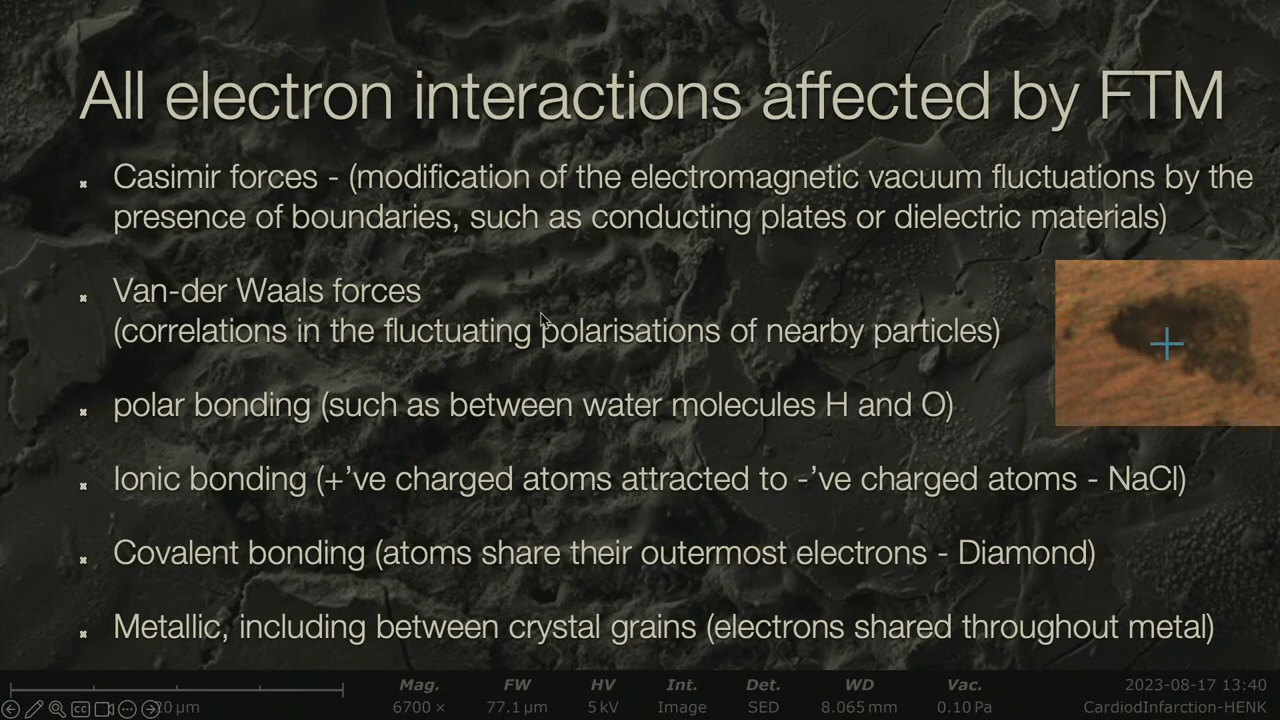 All electron interactions affected by FTM
Casimir forces - (modification of the electromagnetic vacuum fluctuations by the
presence of boundaries, such as conducting plates or dielectric materials)
Van-der Waals forces
(correlations in the fluctuating polarisations of nearby particles)
polar bonding (such as between water molecules H and O)
Ionic bonding (+’ve charged atoms attracted to -’ve charged atoms - NaCl)
Covalent bonding (atoms share their outermost electrons - Diamond)
Metallic, including between crystal grains (electrons shared throughout metal)
Mag. FW HV Int. Det. WD Vac. 2023-08-17 13:40
CC 20 µm 6700 × 77.1 µm 5 kV Image SED 8.065 mm 0.10 Pa CardiodInfarction-HENK